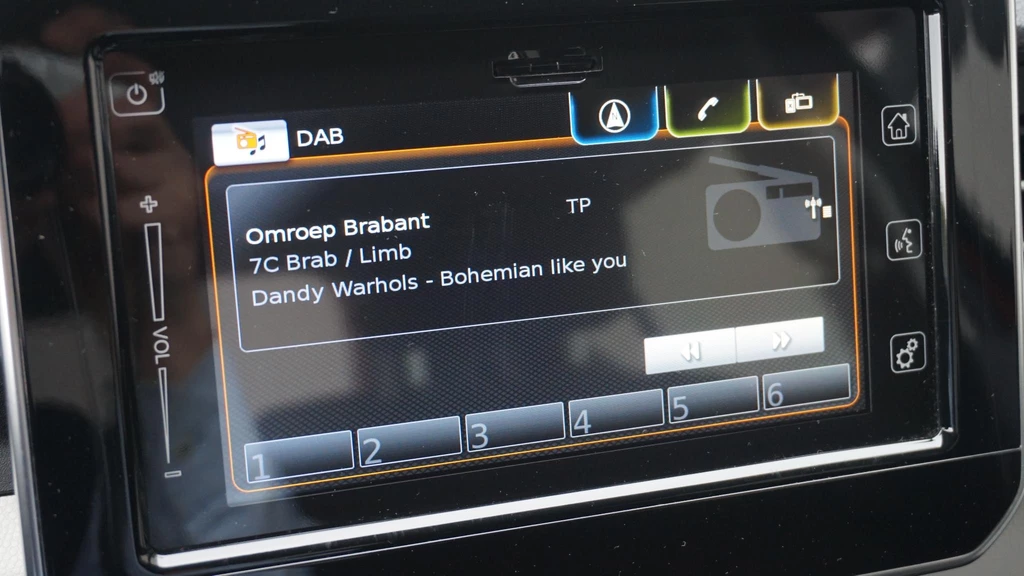 DAB
Omroep Brabant
TP
7C Brab / Limb
Dandy Warhols - Bohemian like you
VOL
1
2
3
4
5
6